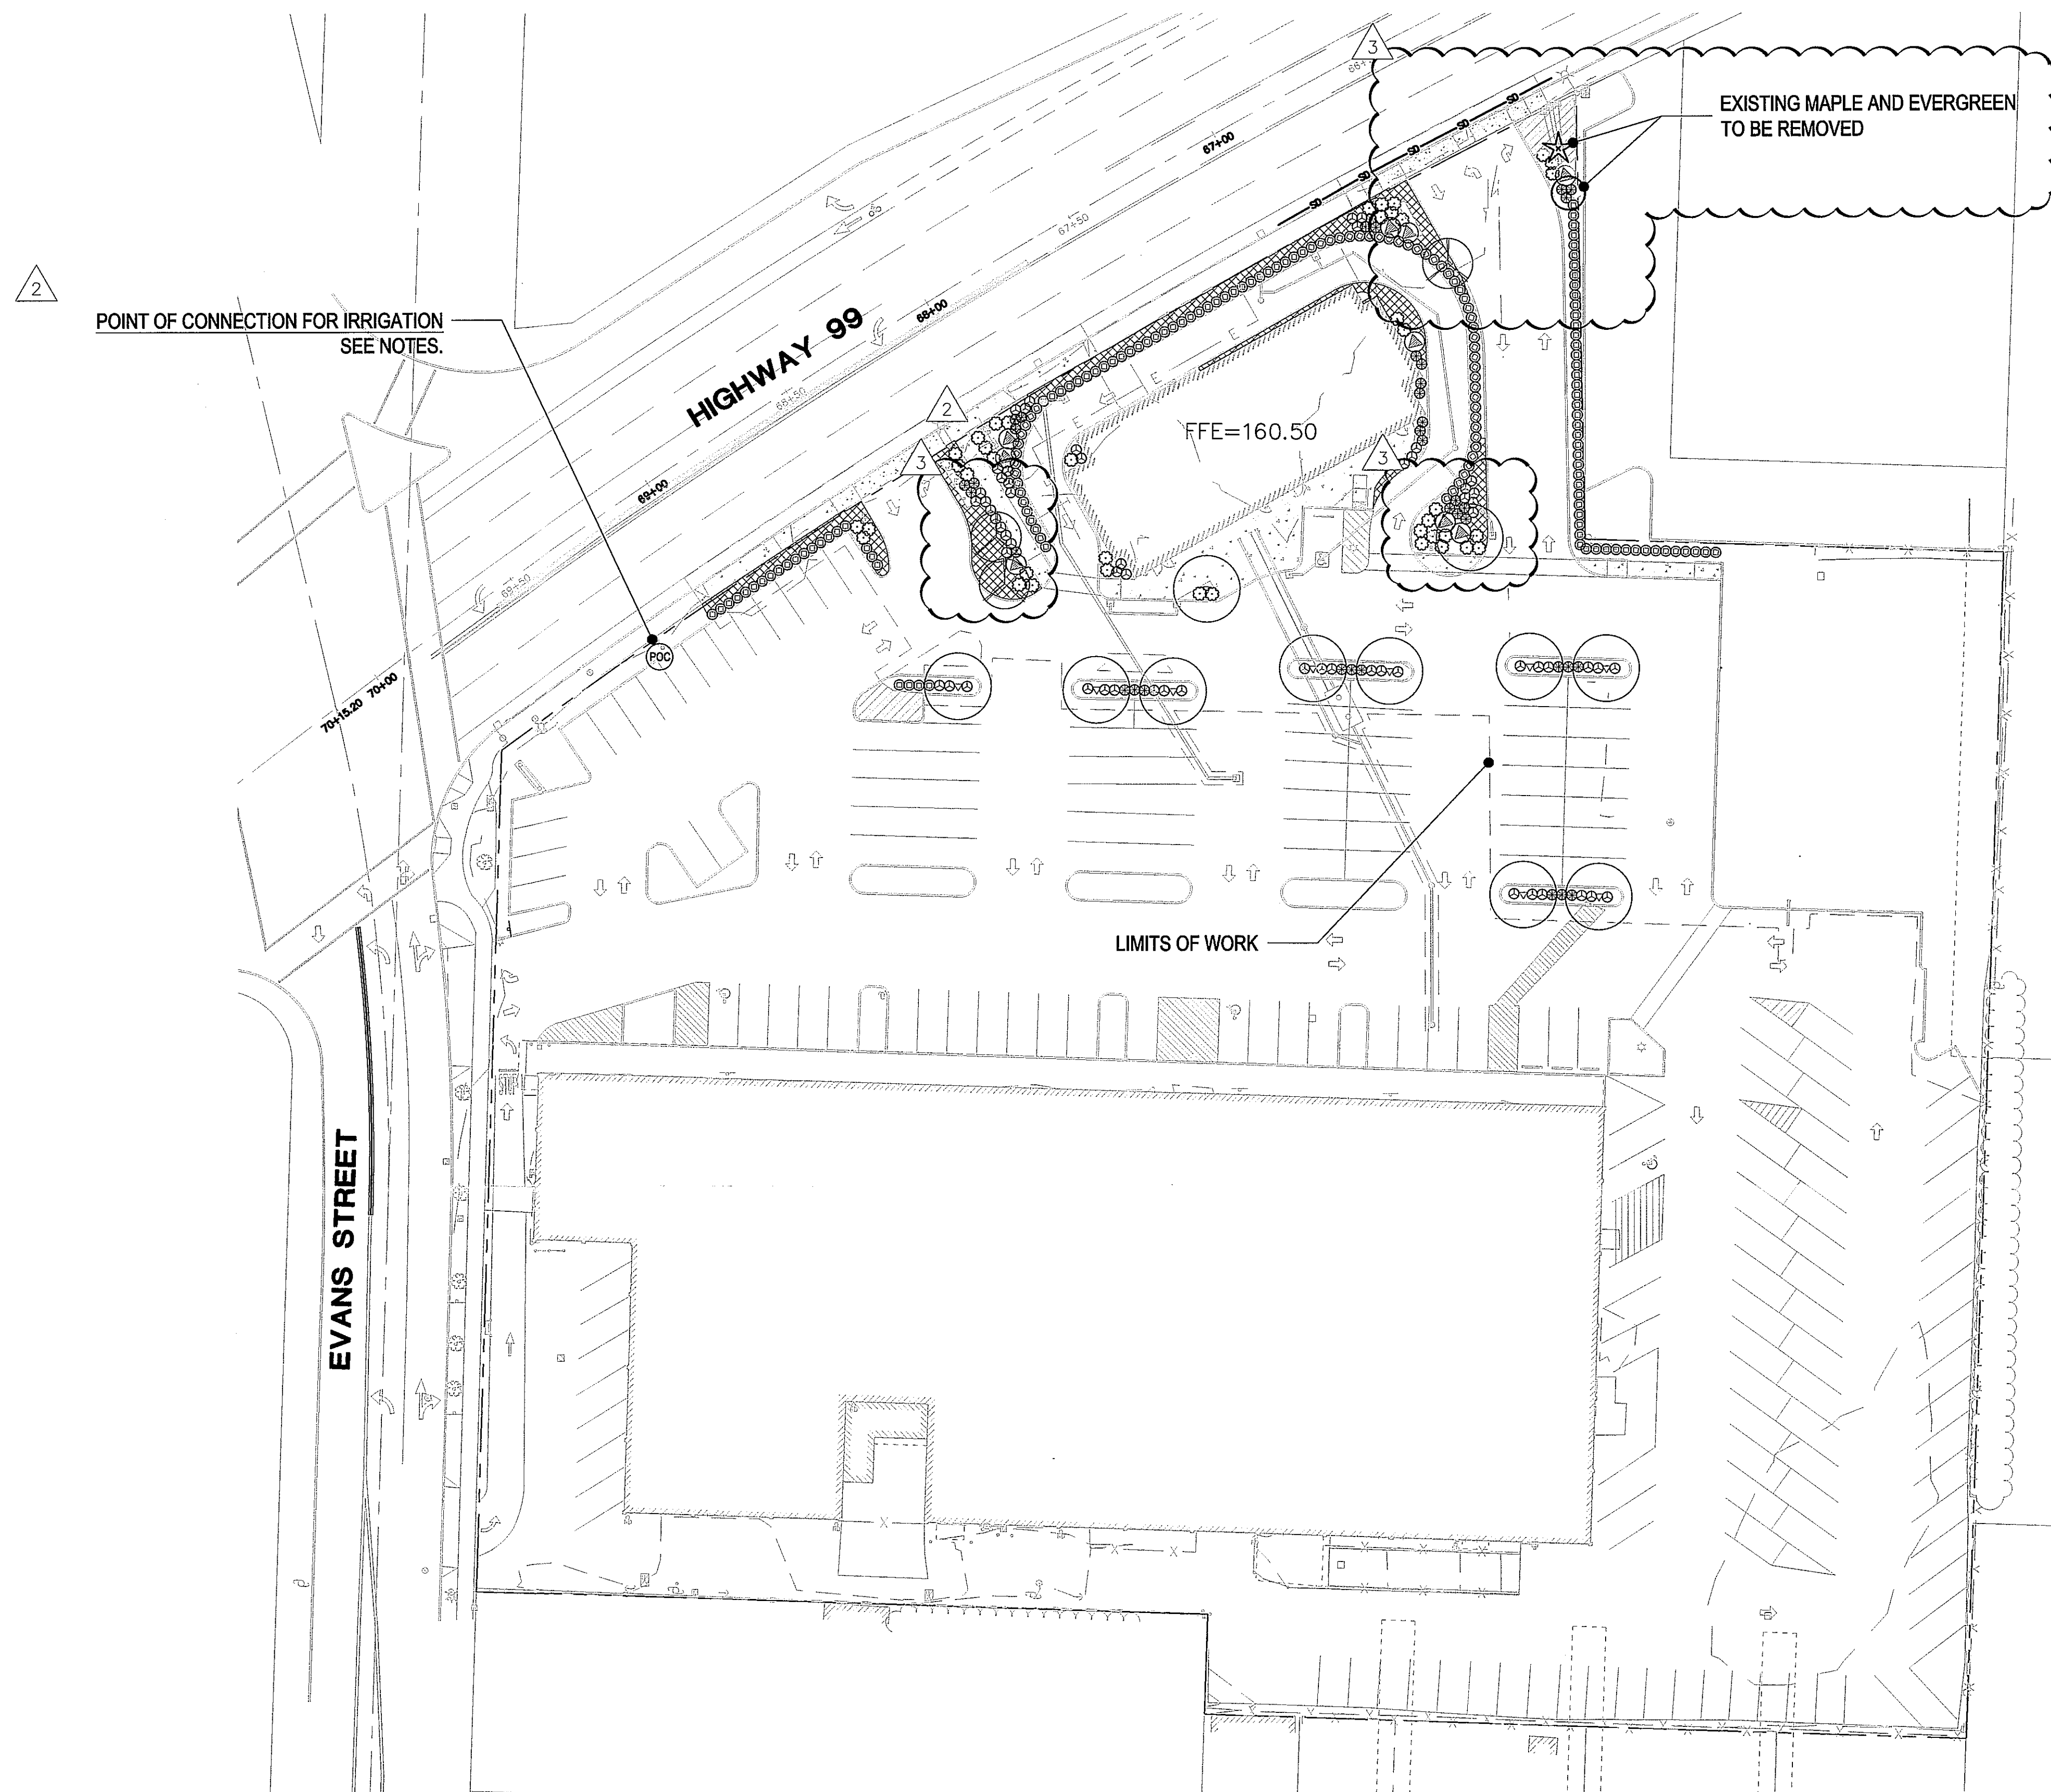 3
66+
EXISTING MAPLE AND EVERGREEN
TO BE REMOVED
SD
SD
SD
67+00
SD
SD
67+50
2
POINT OF CONNECTION FOR IRRIGATION
SEE NOTES.
68+00
HIGHWAY 99
68+50
E
E
E
E
2
FFE=160.50
3
3
69+00
69+50
POC
70+00
70+15.20
LIMITS OF WORK
STOP
EVANS STREET
X
X
X